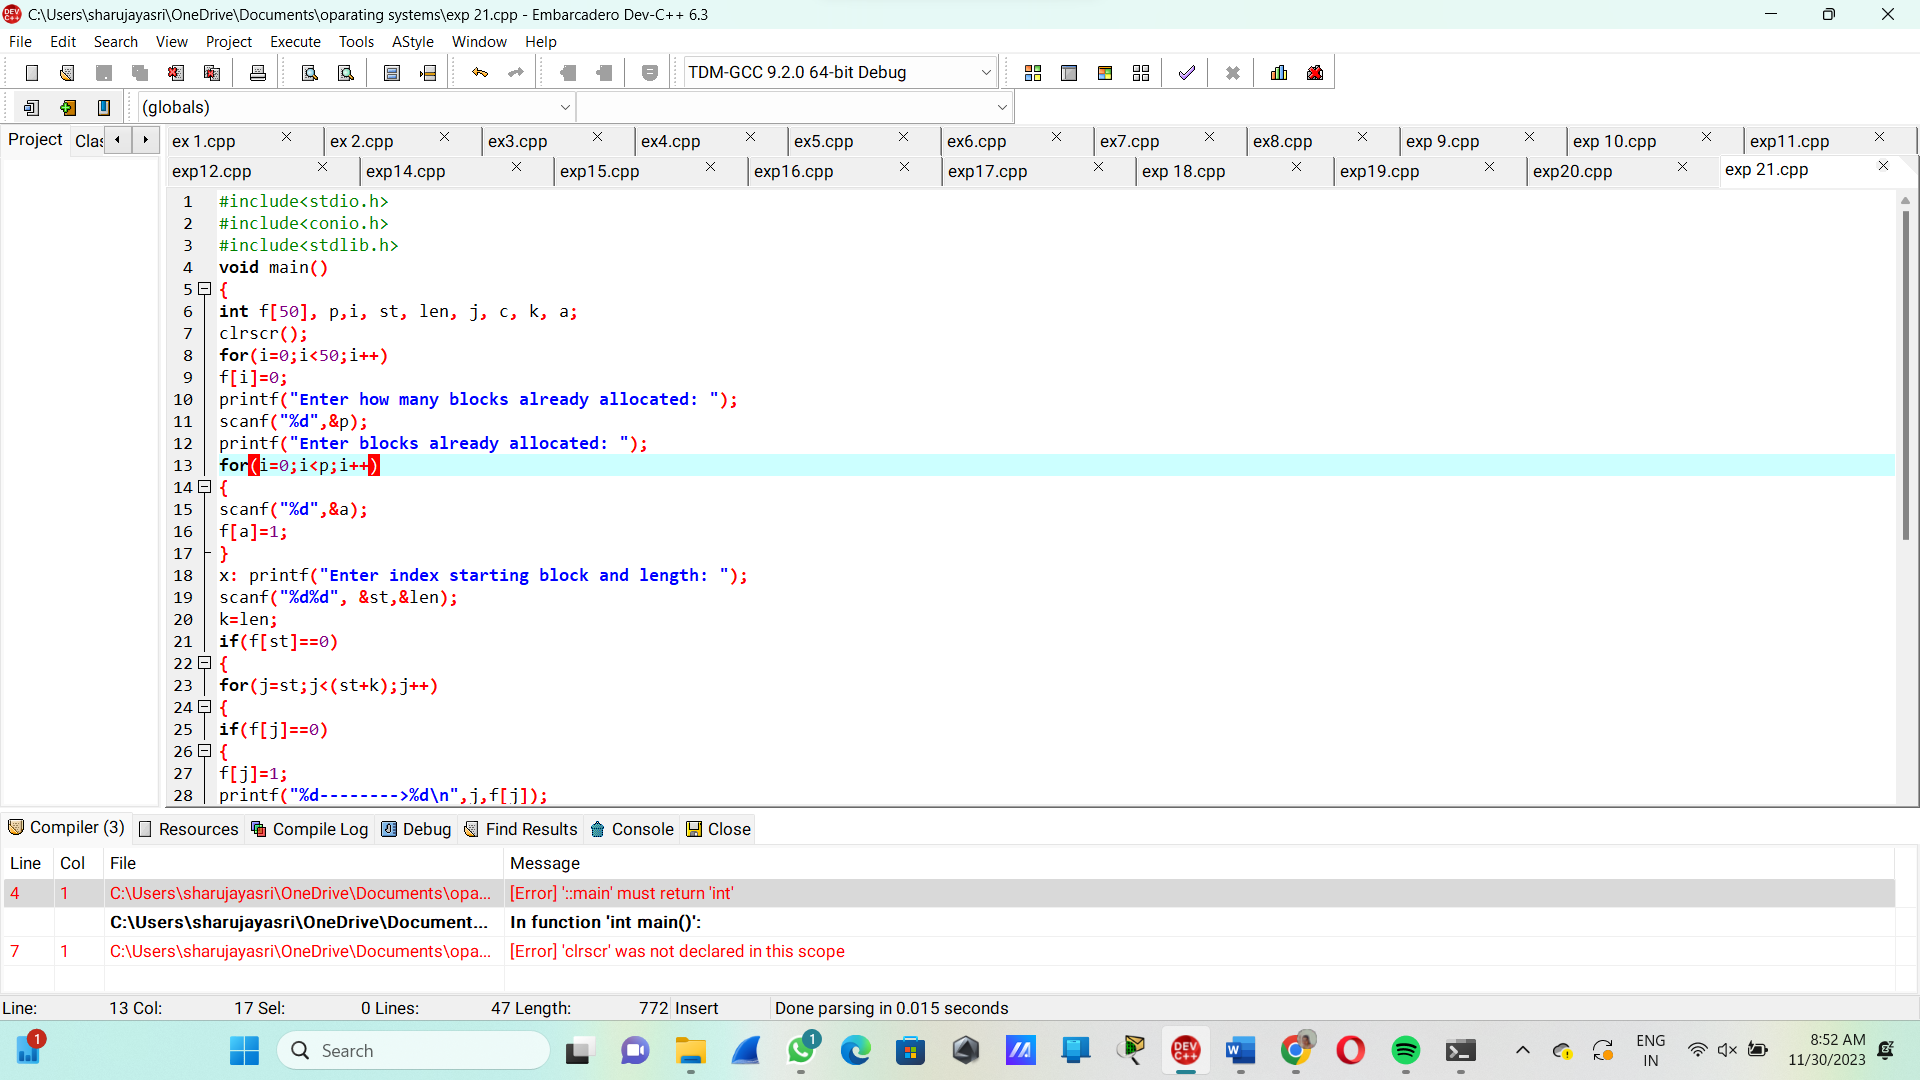 C:\Users\sharujayasri\OneDrive\Documents\oparating systems\exp 21.cpp - Embarcadero Dev-C++ 6.3
File Edit Search View Project Execute Tools AStyle Window Help
TDM-GCC 9.2.0 64-bit Debug
(globals)
Project Clas
ex 1.cpp ex 2.cpp ex3.cpp ex4.cpp ex5.cpp ex6.cpp ex7.cpp ex8.cpp exp 9.cpp exp 10.cpp exp11.cpp
exp12.cpp exp14.cpp exp15.cpp exp16.cpp exp17.cpp exp 18.cpp exp19.cpp exp20.cpp exp 21.cpp
1 #include<stdio.h>
2 #include<conio.h>
3 #include<stdlib.h>
4 void main()
5 {
6 int f[50], p,i, st, len, j, c, k, a;
7 clrscr();
8 for(i=0;i<50;i++)
9 f[i]=0;
10 printf("Enter how many blocks already allocated: ");
11 scanf("%d",&p);
12 printf("Enter blocks already allocated: ");
13 for(i=0;i<p;i++)
14 {
15 scanf("%d",&a);
16 f[a]=1;
17 }
18 x: printf("Enter index starting block and length: ");
19 scanf("%d%d", &st,&len);
20 k=len;
21 if(f[st]==0)
22 {
23 for(j=st;j<(st+k);j++)
24 {
25 if(f[j]==0)
26 {
27 f[j]=1;
28 printf("%d-------->%d\n",j,f[j]);
Compiler (3) Resources Compile Log Debug Find Results Console Close
Line Col File Message
4 1 C:\Users\sharujayasri\OneDrive\Documents\opa... [Error] '::main' must return 'int'
C:\Users\sharujayasri\OneDrive\Document... In function 'int main()':
7 1 C:\Users\sharujayasri\OneDrive\Documents\opa... [Error] 'clrscr' was not declared in this scope
Line: 13 Col: 17 Sel: 0 Lines: 47 Length: 772 Insert Done parsing in 0.015 seconds
1 Search DEV C++ 1 ENG IN 8:52 AM
11/30/2023